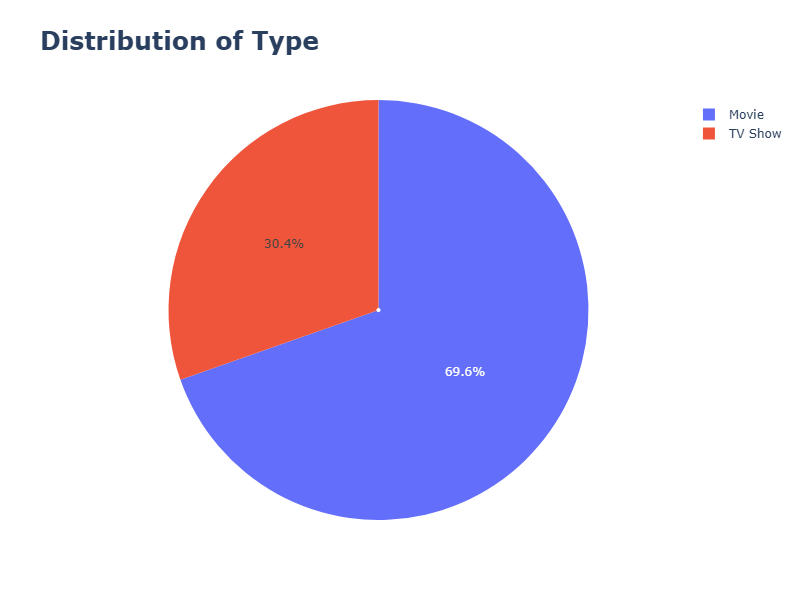 Distribution of Type
Movie
TV Show
30.4%
69.6%